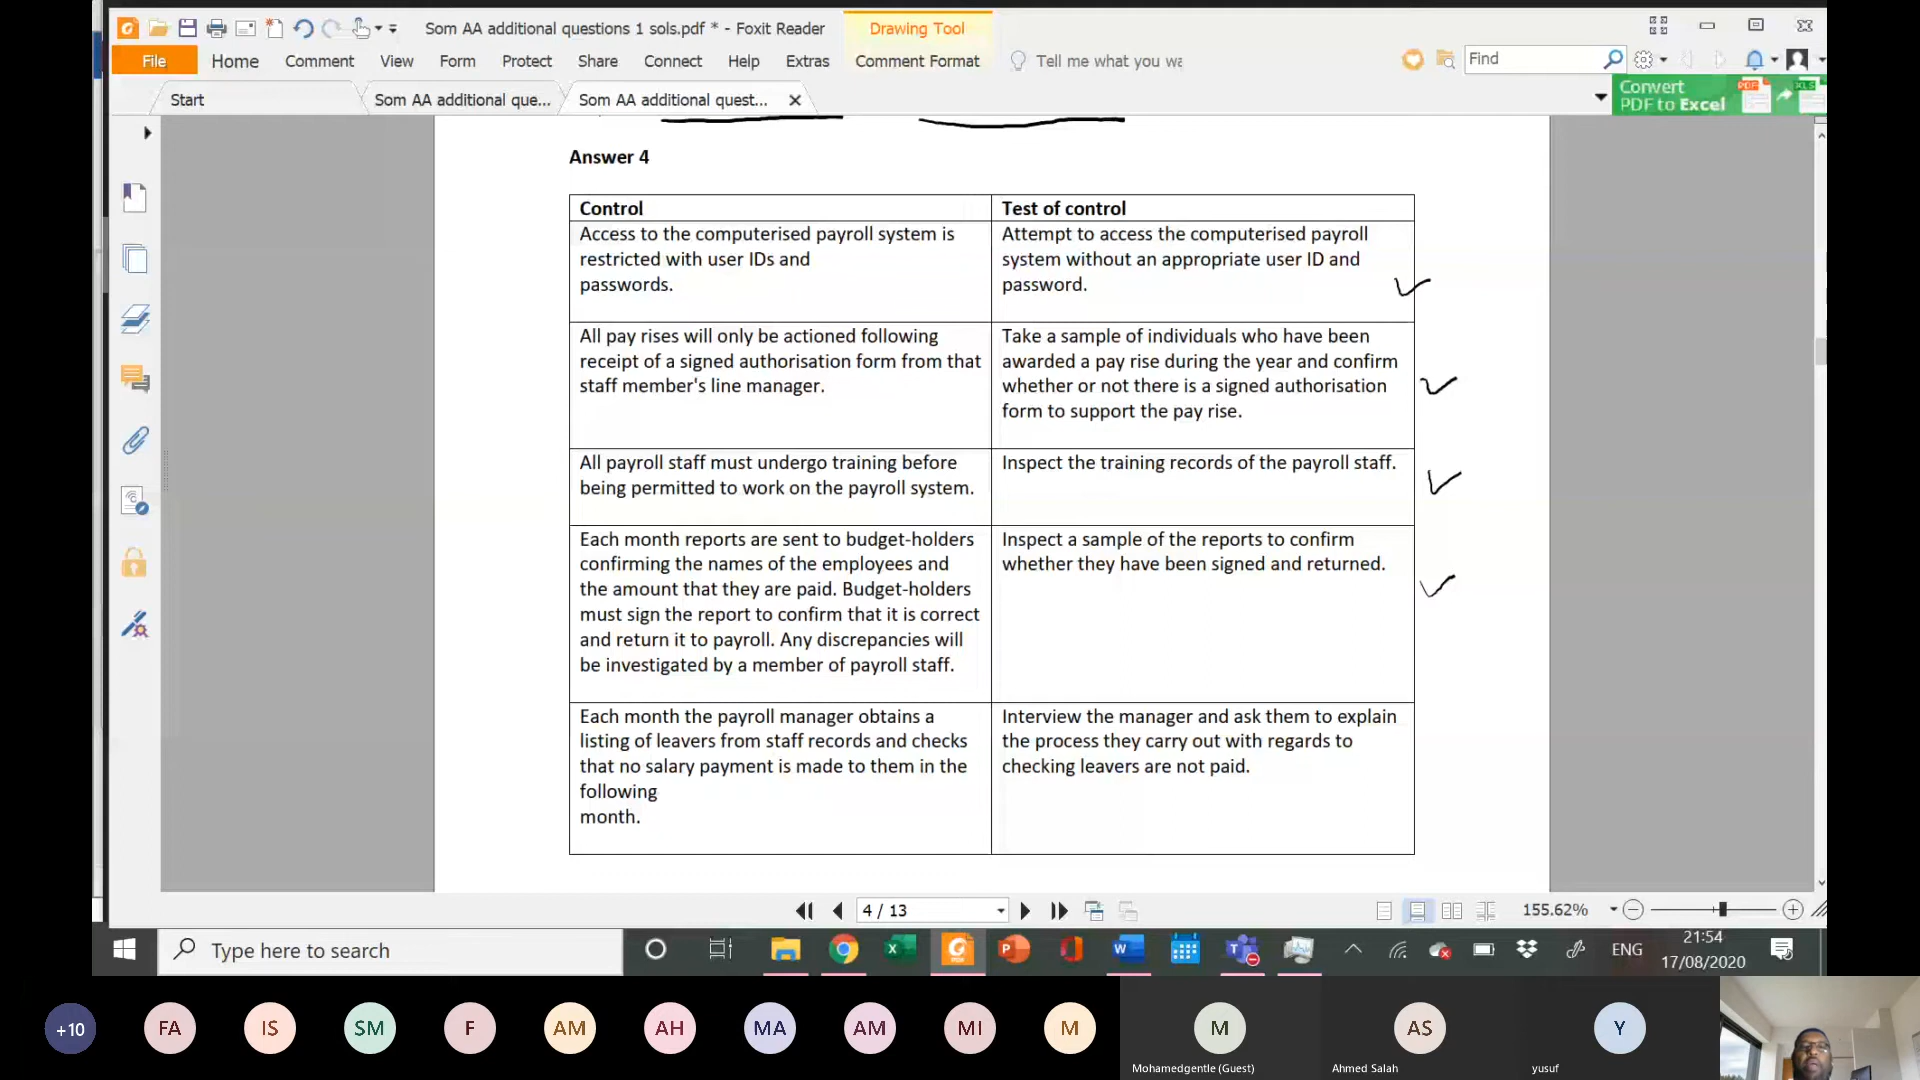 Som AA additional questions 1 sols.pdf * - Foxit Reader
Drawing Tool
File
Home
Comment
View
Form
Protect
Share
Connect
Help
Extras
Comment Format
Tell me what you wa
Find
Start
Som AA additional que...
Som AA additional quest...
Convert
PDF to Excel
PDF
XLS
Answer 4
Control
Test of control
Access to the computerised payroll system is
restricted with user IDs and
passwords.
Attempt to access the computerised payroll
system without an appropriate user ID and
password.
All pay rises will only be actioned following
receipt of a signed authorisation form from that
staff member's line manager.
Take a sample of individuals who have been
awarded a pay rise during the year and confirm
whether or not there is a signed authorisation
form to support the pay rise.
All payroll staff must undergo training before
being permitted to work on the payroll system.
Inspect the training records of the payroll staff.
Each month reports are sent to budget-holders
confirming the names of the employees and
the amount that they are paid. Budget-holders
must sign the report to confirm that it is correct
and return it to payroll. Any discrepancies will
be investigated by a member of payroll staff.
Inspect a sample of the reports to confirm
whether they have been signed and returned.
Each month the payroll manager obtains a
listing of leavers from staff records and checks
that no salary payment is made to them in the
following
month.
Interview the manager and ask them to explain
the process they carry out with regards to
checking leavers are not paid.
4 / 13
155.62%
Type here to search
ENG
21:54
17/08/2020
+10
FA
IS
SM
F
AM
AH
MA
AM
MI
M
M
AS
Y
Mohamedgentle (Guest)
Ahmed Salah
yusuf